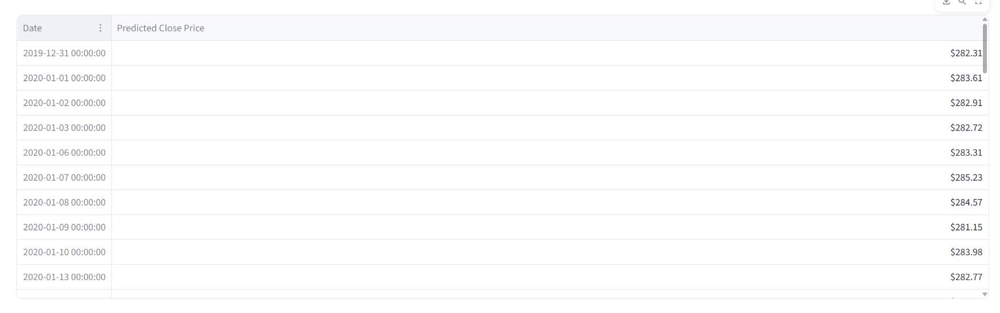 Date Predicted Close Price
2019-12-31 00:00:00 $282.31
2020-01-01 00:00:00 $283.61
2020-01-02 00:00:00 $282.91
2020-01-03 00:00:00 $282.72
2020-01-06 00:00:00 $283.31
2020-01-07 00:00:00 $285.23
2020-01-08 00:00:00 $284.57
2020-01-09 00:00:00 $281.15
2020-01-10 00:00:00 $283.98
2020-01-13 00:00:00 $282.77